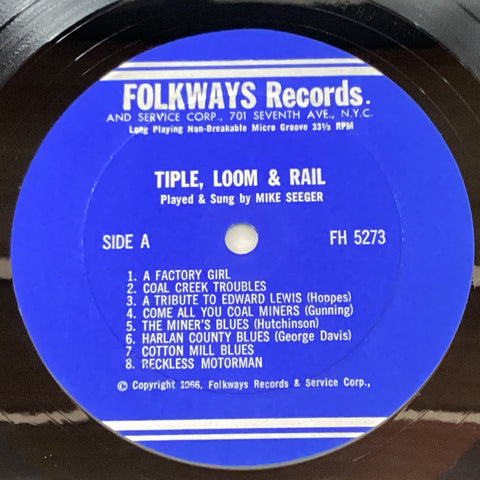 FOLKWAYS Records.
AND SERVICE CORP., 701 SEVENTH AVE., N.Y.C.
Long Playing Non-Breakable Micro Groove 33⅓ RPM
TIPLE, LOOM & RAIL
Played & Sung by MIKE SEEGER
SIDE A FH 5273
1. A FACTORY GIRL
2. COAL CREEK TROUBLES
3. A TRIBUTE TO EDWARD LEWIS (Hoopes)
4. COME ALL YOU COAL MINERS (Gunning)
5. THE MINER'S BLUES (Hutchinson)
6. HARLAN COUNTY BLUES (George Davis)
7. COTTON MILL BLUES
8. RECKLESS MOTORMAN
© Copyright 1966, Folkways Records & Service Corp.,